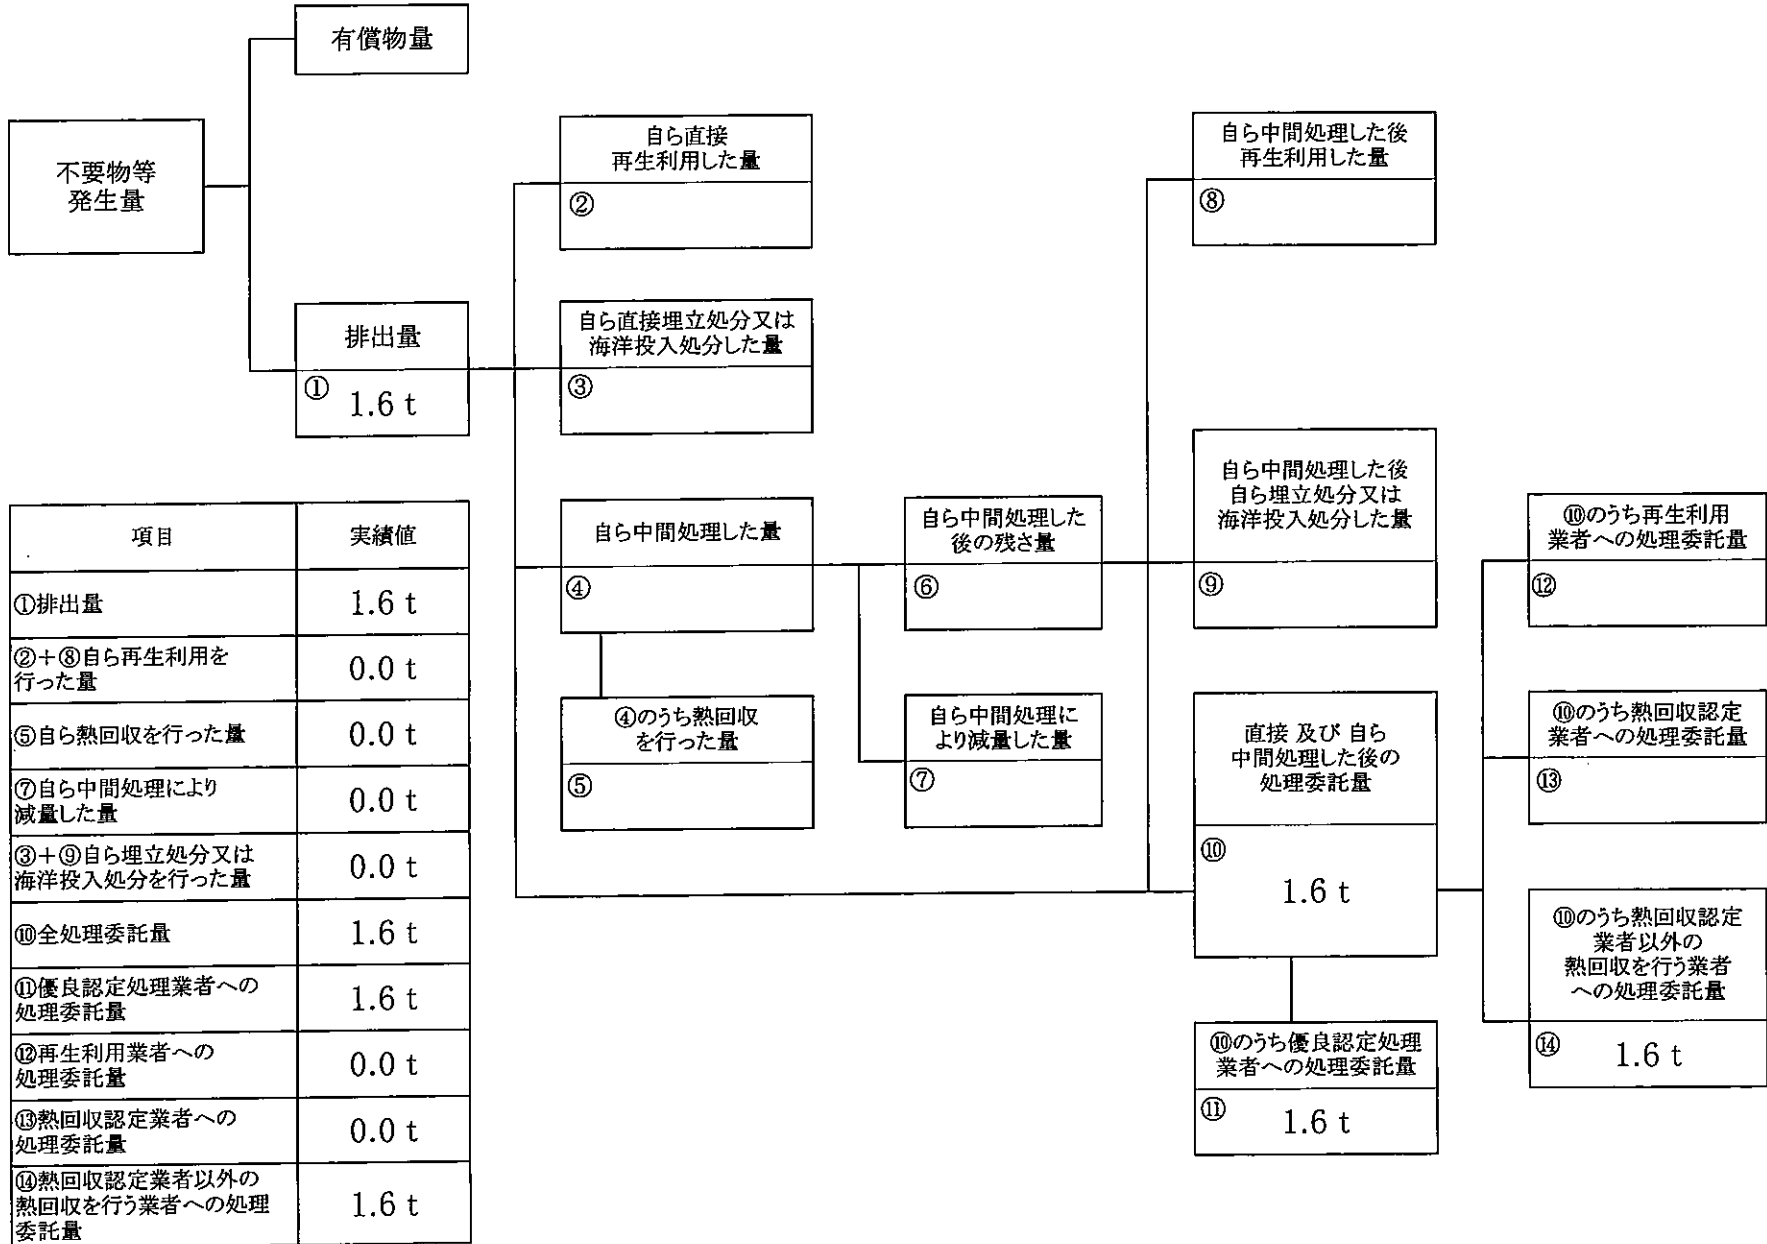 有償物量
不要物等
発生量
自ら直接
再生利用した量
②
自ら中間処理した後
再生利用した量
⑧
排出量
① 1.6 t
自ら直接埋立処分又は
海洋投入処分した量
③
自ら中間処理した量
④
自ら中間処理した
後の残さ量
⑥
自ら中間処理した後
自ら埋立処分又は
海洋投入処分した量
⑨
⑩のうち再生利用
業者への処理委託量
⑫
④のうち熱回収
を行った量
⑤
自ら中間処理に
より減量した量
⑦
直接 及び 自ら
中間処理した後の
処理委託量
⑩
1.6 t
⑩のうち熱回収認定
業者への処理委託量
⑬
⑩のうち熱回収認定
業者以外の
熱回収を行う業者
への処理委託量
⑭ 1.6 t
⑩のうち優良認定処理
業者への処理委託量
⑪ 1.6 t
項目 実績値
①排出量 1.6 t
②+⑧自ら再生利用を
行った量 0.0 t
⑤自ら熱回収を行った量 0.0 t
⑦自ら中間処理により
減量した量 0.0 t
③+⑨自ら埋立処分又は
海洋投入処分を行った量 0.0 t
⑩全処理委託量 1.6 t
⑪優良認定処理業者への
処理委託量 1.6 t
⑫再生利用業者への
処理委託量 0.0 t
⑬熱回収認定業者への
処理委託量 0.0 t
⑭熱回収認定業者以外の
熱回収を行う業者への処理
委託量 1.6 t